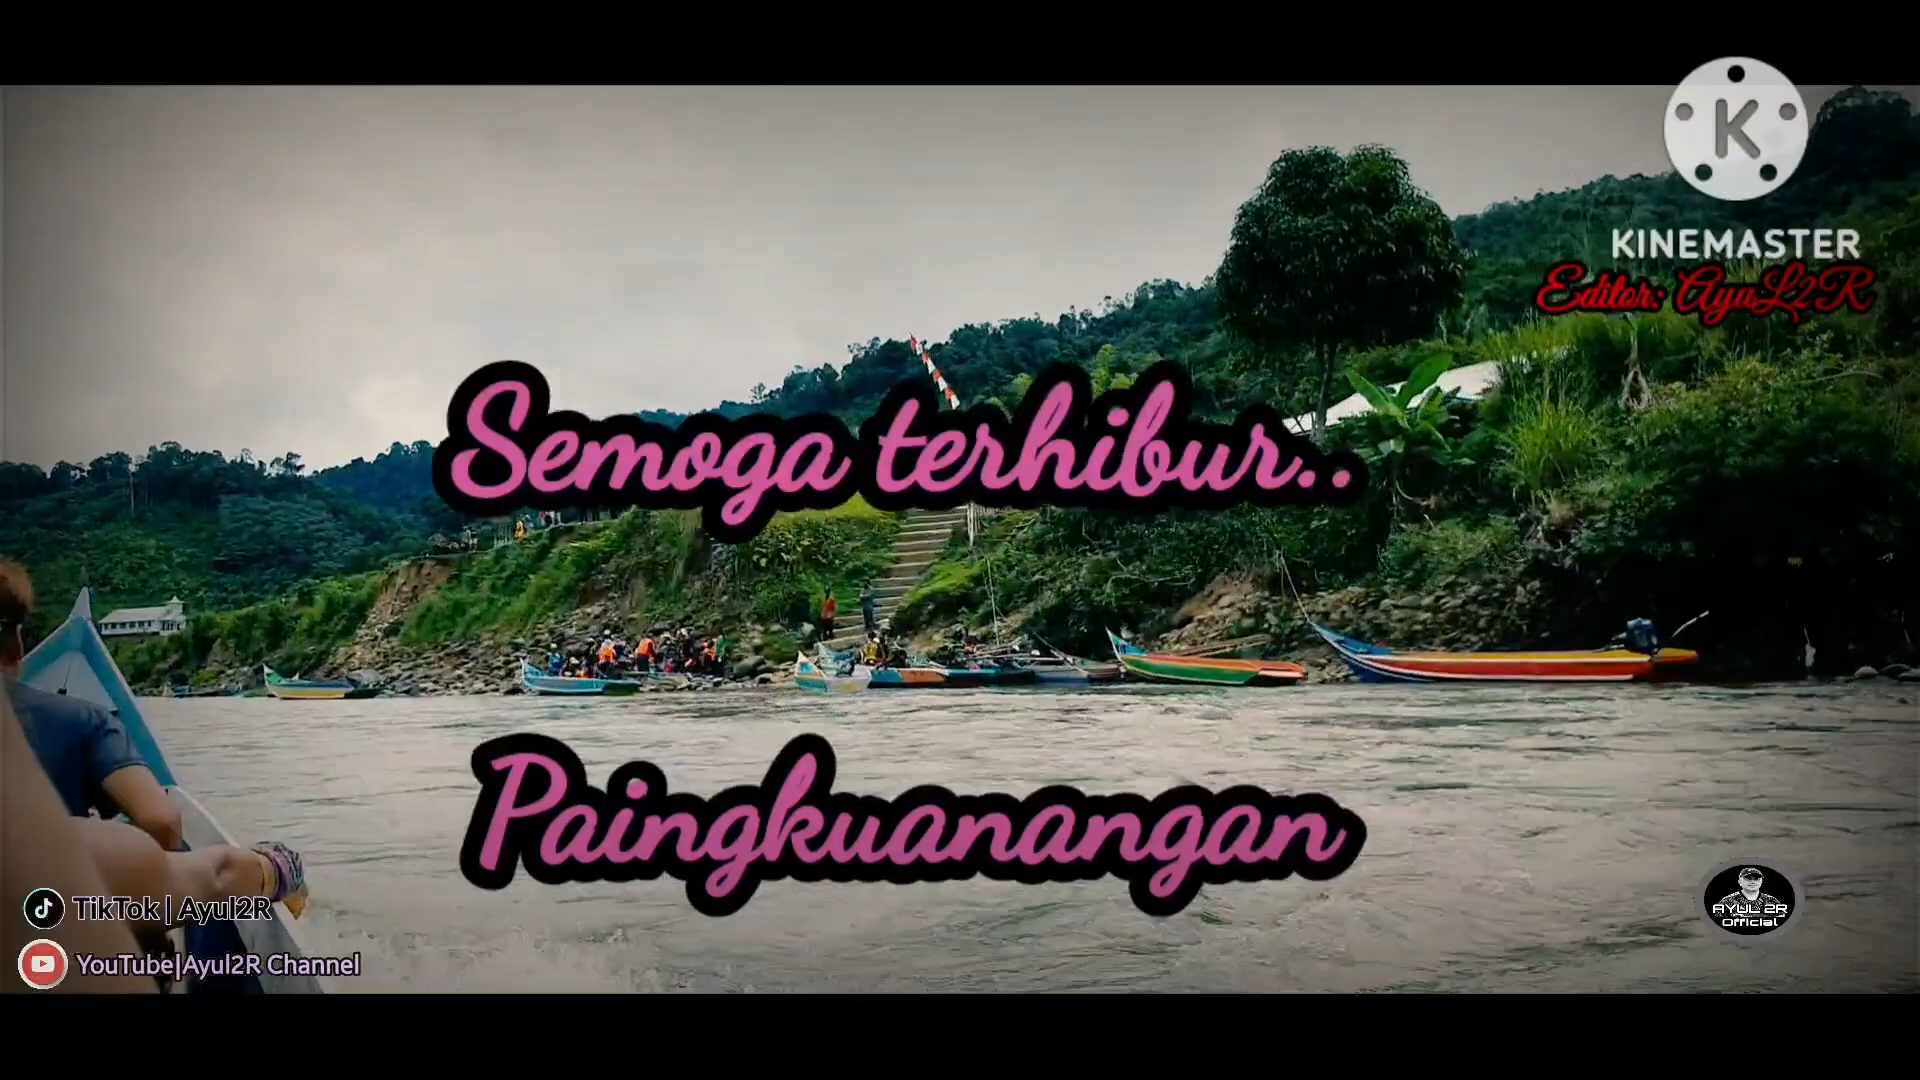 K
KINEMASTER
Editor: AyuL2R
Semoga terhibur..
Paingkuanangan
TikTok | Ayul2R
YouTube|Ayul2R Channel
AYUL 2R
Official